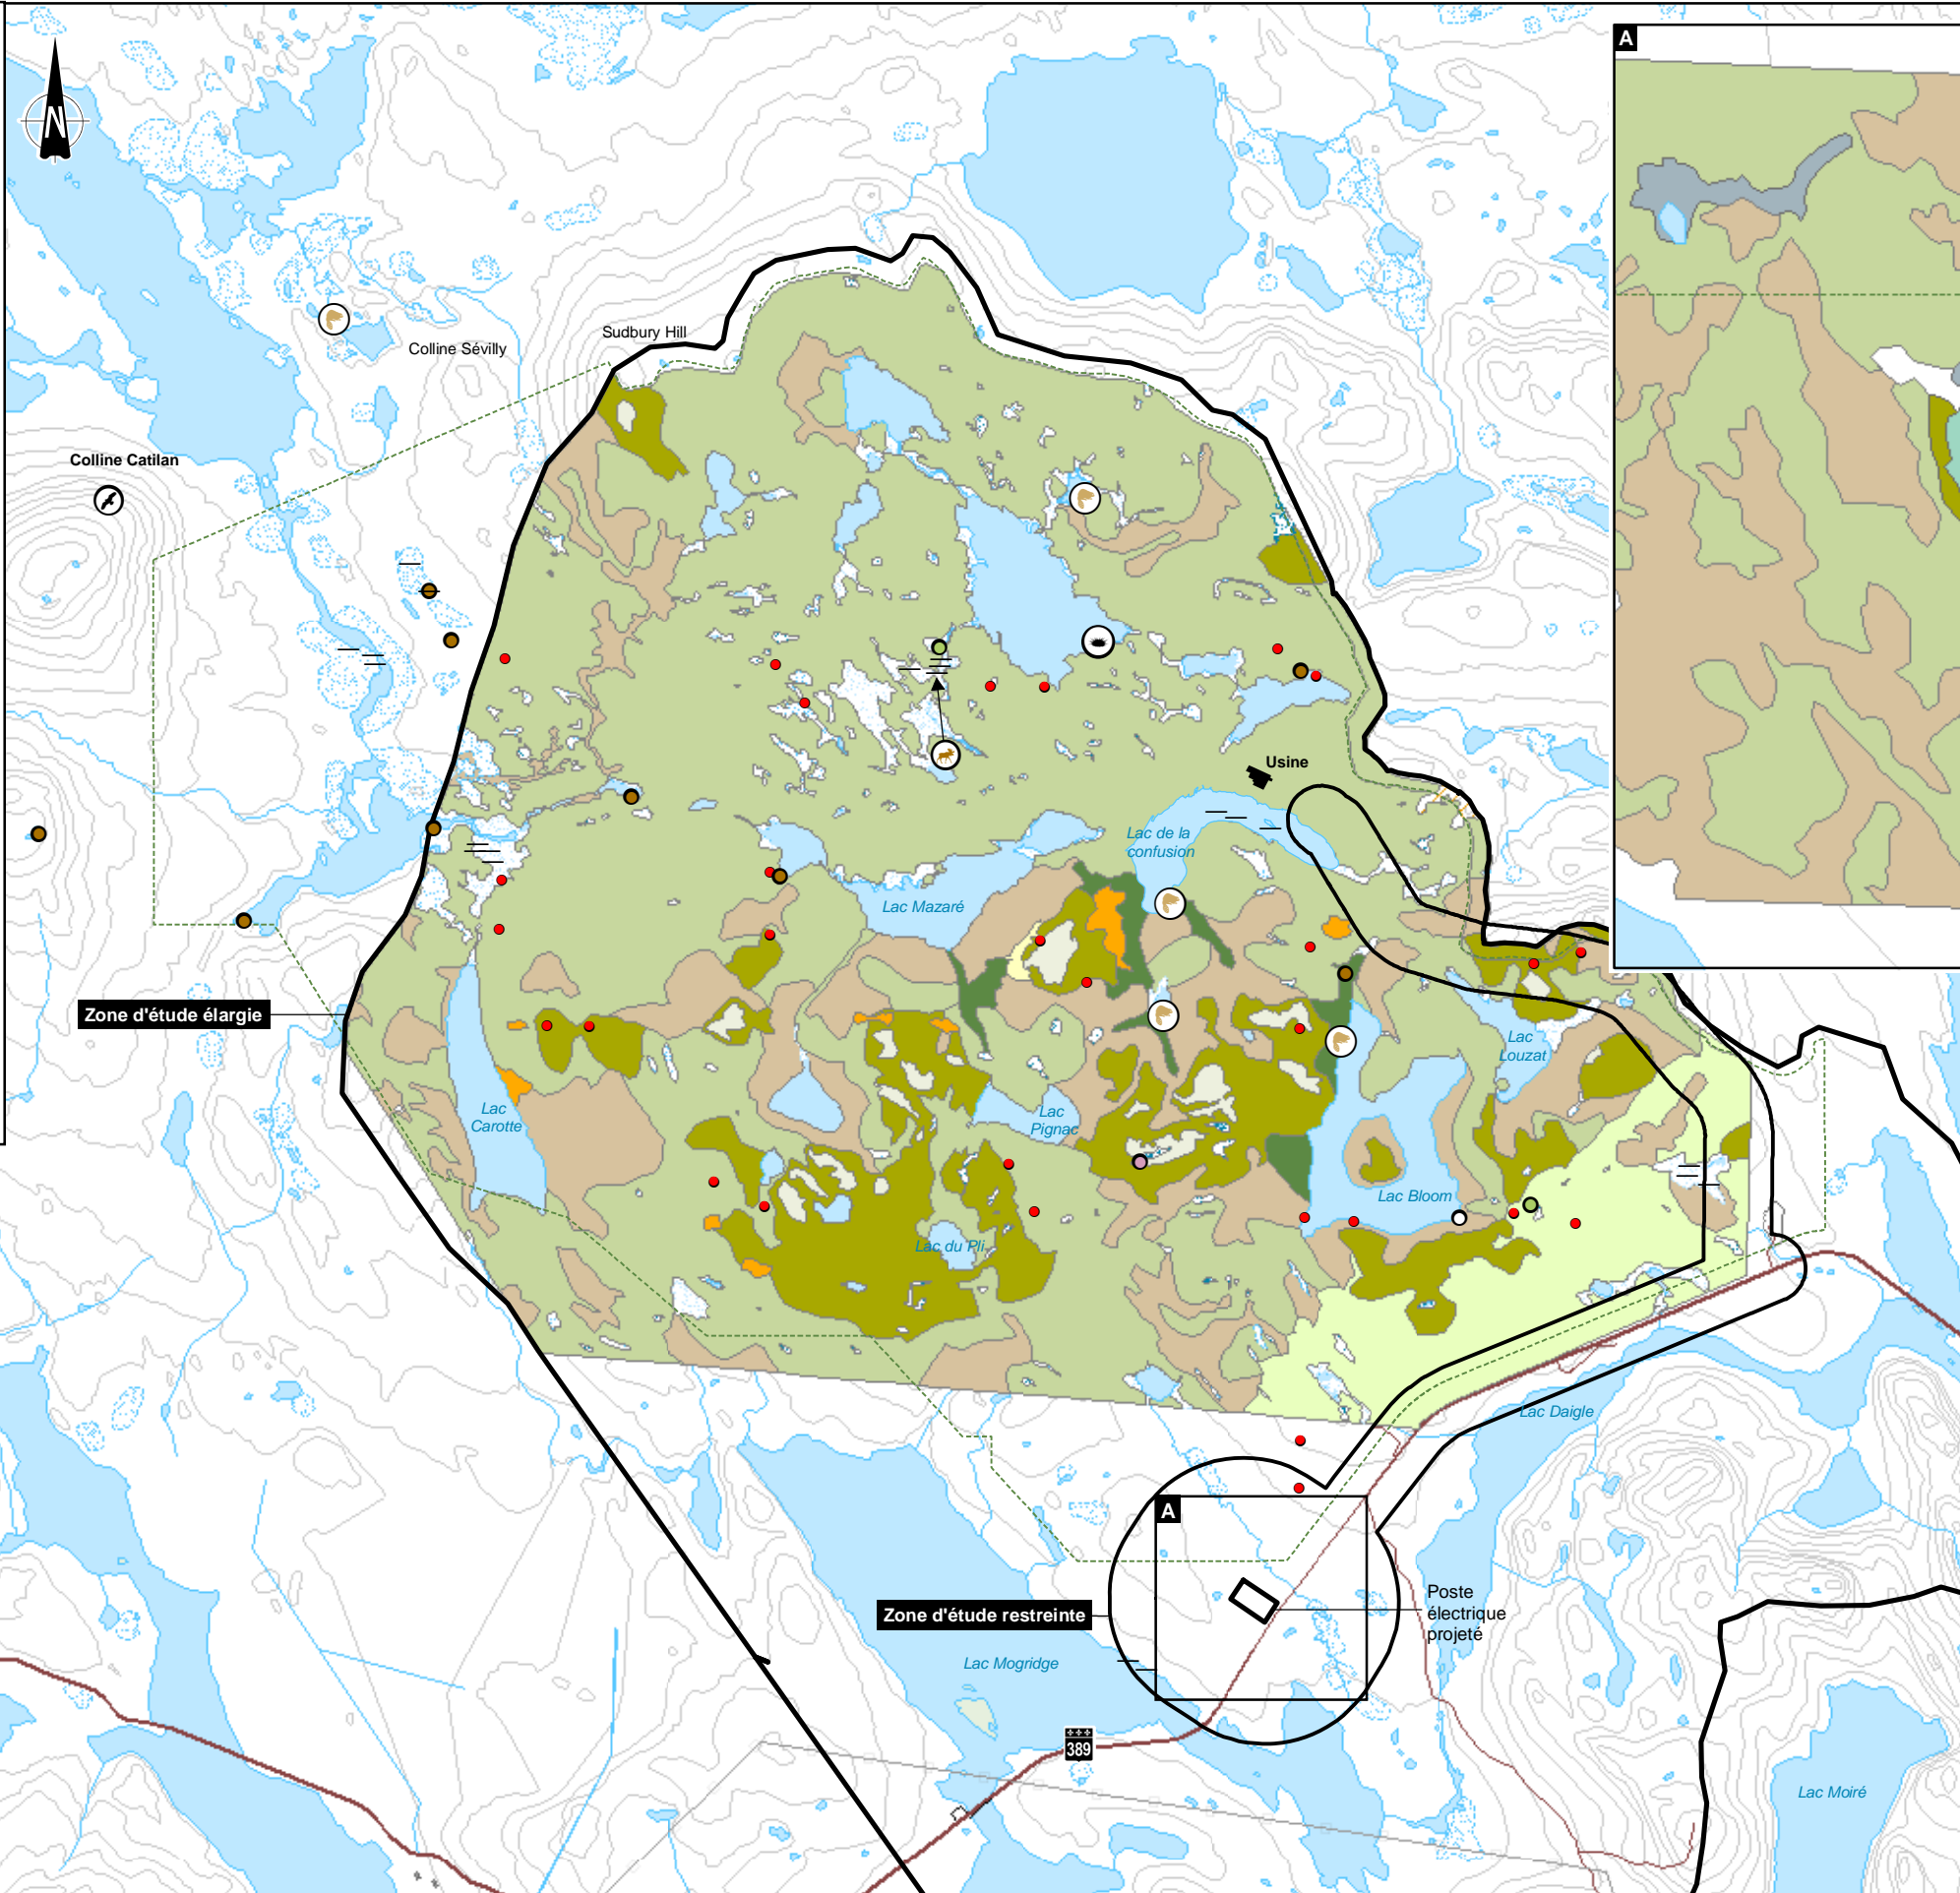 A
N
Sudbury Hill
Colline Sévilly
Colline Catilan
Usine
Lac de la
confusion
Lac Mazaré
Zone d'étude élargie
Lac
Louzat
Lac
Carotte
Lac
Pignac
Lac Bloom
Lac du Pli
Lac Daigle
A
Poste
électrique
projeté
Zone d'étude restreinte
Lac Mogridge
389
Lac Moiré